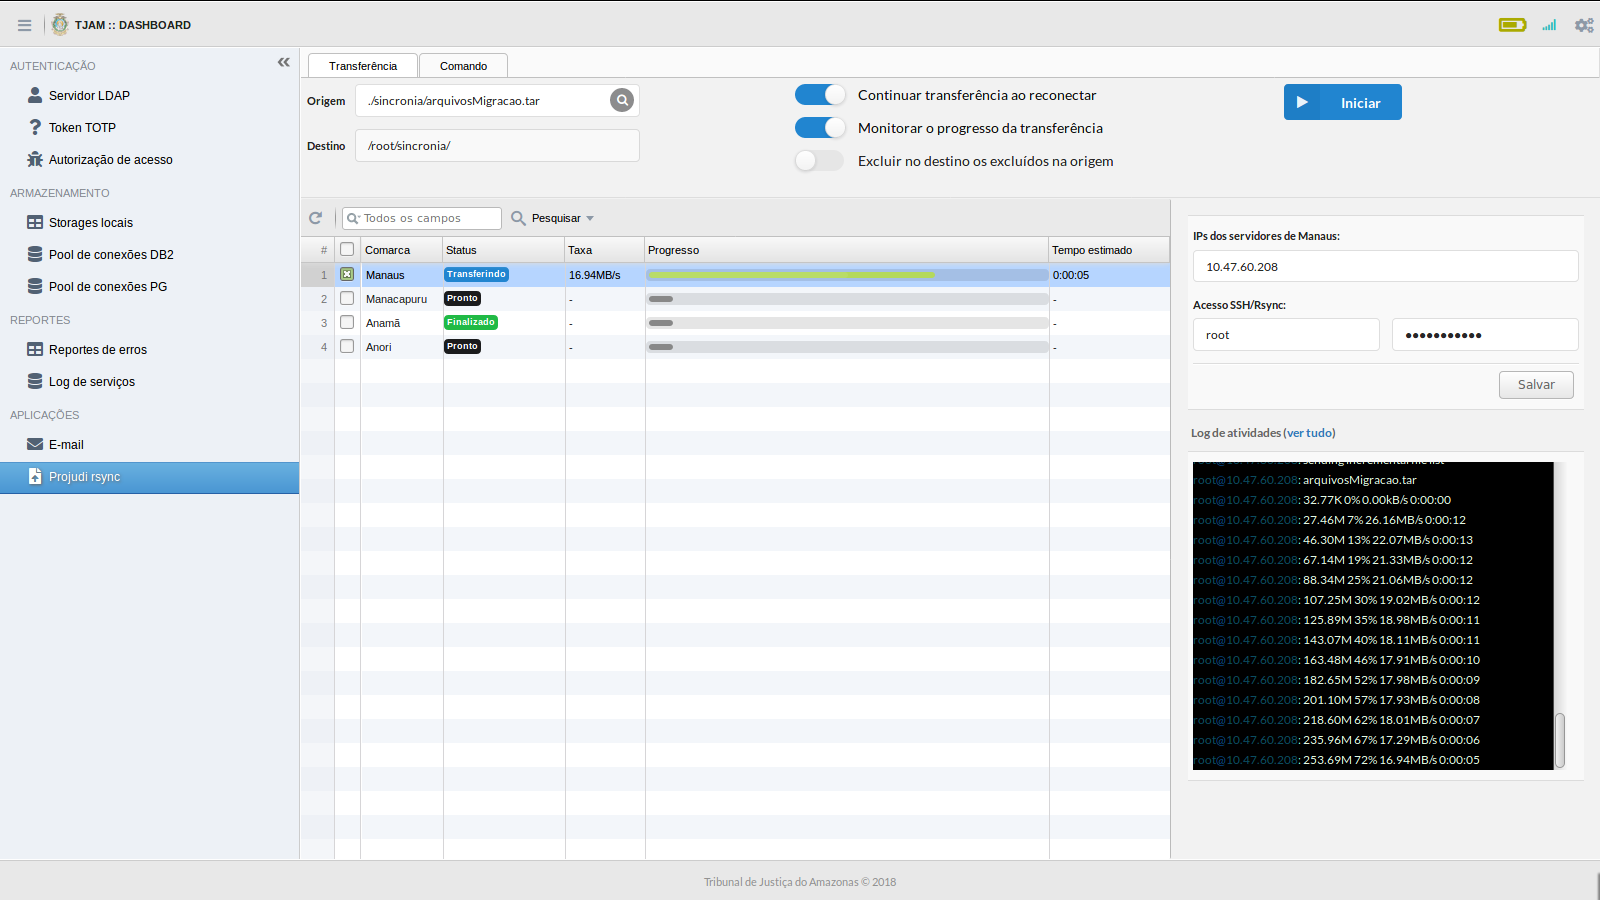 TJAM :: DASHBOARD
AUTENTICAÇÃO
Servidor LDAP
Token TOTP
Autorização de acesso
ARMAZENAMENTO
Storages locais
Pool de conexões DB2
Pool de conexões PG
REPORTES
Reportes de erros
Log de serviços
APLICAÇÕES
E-mail
Projudi rsync
Transferência
Comando
Origem
./sincronia/arquivosMigracao.tar
Destino
/root/sincronia/
Continuar transferência ao reconectar
Monitorar o progresso da transferência
Excluir no destino os excluídos na origem
Iniciar
Todos os campos
Pesquisar
# Comarca Status Taxa Progresso Tempo estimado
1 Manaus Transferindo 16.94MB/s 0:00:05
2 Manacapuru Pronto - -
3 Anamã Finalizado - -
4 Anori Pronto - -
IPs dos servidores de Manaus:
10.47.60.208
Acesso SSH/Rsync:
root
●●●●●●●●●●●
Salvar
Log de atividades (ver tudo)
root@10.47.60.208: sending incremental file list
root@10.47.60.208: arquivosMigracao.tar
root@10.47.60.208: 32.77K 0% 0.00kB/s 0:00:00
root@10.47.60.208: 27.46M 7% 26.16MB/s 0:00:12
root@10.47.60.208: 46.30M 13% 22.07MB/s 0:00:13
root@10.47.60.208: 67.14M 19% 21.33MB/s 0:00:12
root@10.47.60.208: 88.34M 25% 21.06MB/s 0:00:12
root@10.47.60.208: 107.25M 30% 19.02MB/s 0:00:12
root@10.47.60.208: 125.89M 35% 18.98MB/s 0:00:11
root@10.47.60.208: 143.07M 40% 18.11MB/s 0:00:11
root@10.47.60.208: 163.48M 46% 17.91MB/s 0:00:10
root@10.47.60.208: 182.65M 52% 17.98MB/s 0:00:09
root@10.47.60.208: 201.10M 57% 17.93MB/s 0:00:08
root@10.47.60.208: 218.60M 62% 18.01MB/s 0:00:07
root@10.47.60.208: 235.96M 67% 17.29MB/s 0:00:06
root@10.47.60.208: 253.69M 72% 16.94MB/s 0:00:05
Tribunal de Justiça do Amazonas © 2018